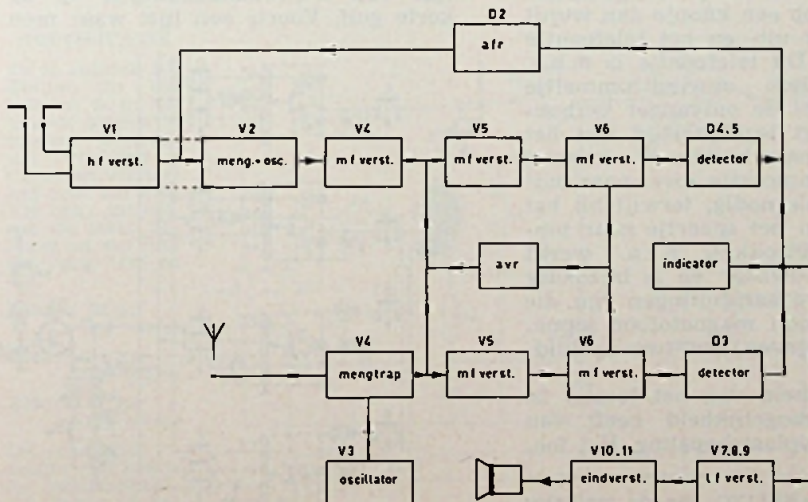 D2
afr
V1
V2
V4
V5
V6
D4.5
hf verst.
meng.+ osc.
mf verst.
mf verst.
mf verst.
detector
avr
indicator
V4
V5
V6
D3
mengtrap
mf verst.
mf verst.
detector
V3
V10.11
V7.8.9
oscillator
eindverst.
lf verst.